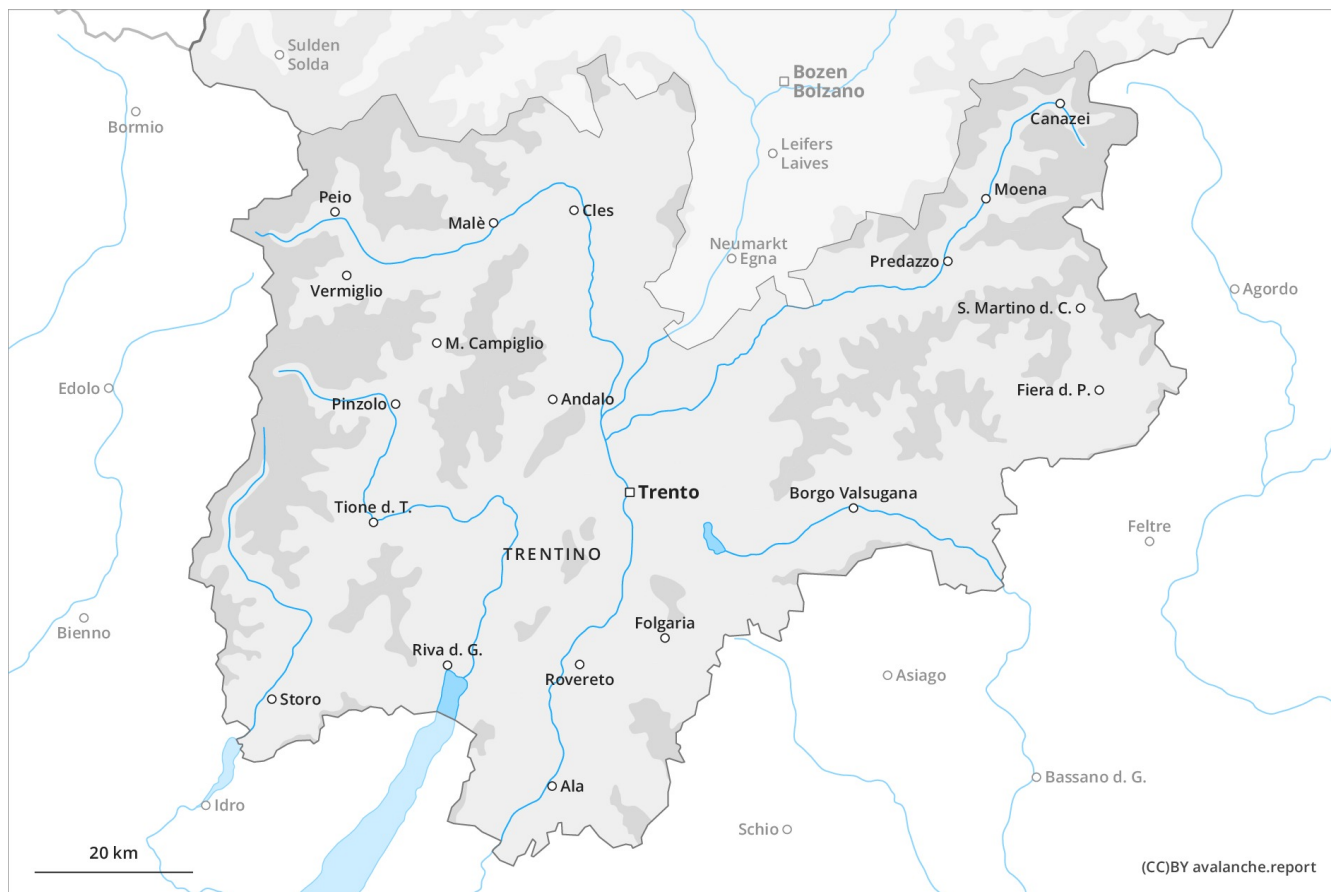 Sulden
Solda
Bozen
Bolzano
Bormio
Canazei
Leifers
Laives
Peio
Moena
Malè
Cles
Neumarkt
Egna
Predazzo
Vermiglio
Agordo
S. Martino d. C.
M. Campiglio
Edolo
Andalo
Fiera d. P.
Pinzolo
Trento
Borgo Valsugana
Tione d. T.
Feltre
TRENTINO
Bienno
Folgaria
Riva d. G.
Rovereto
Asiago
Storo
Bassano d. G.
Ala
Idro
Schio
20 km
(CC)BY avalanche.report